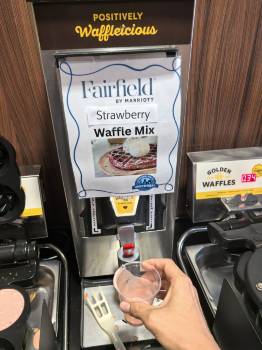 POSITIVELY
Waffleicious
Fairfield
BY MARRIOTT
Strawberry
Waffle Mix
GOLDEN
WAFFLES